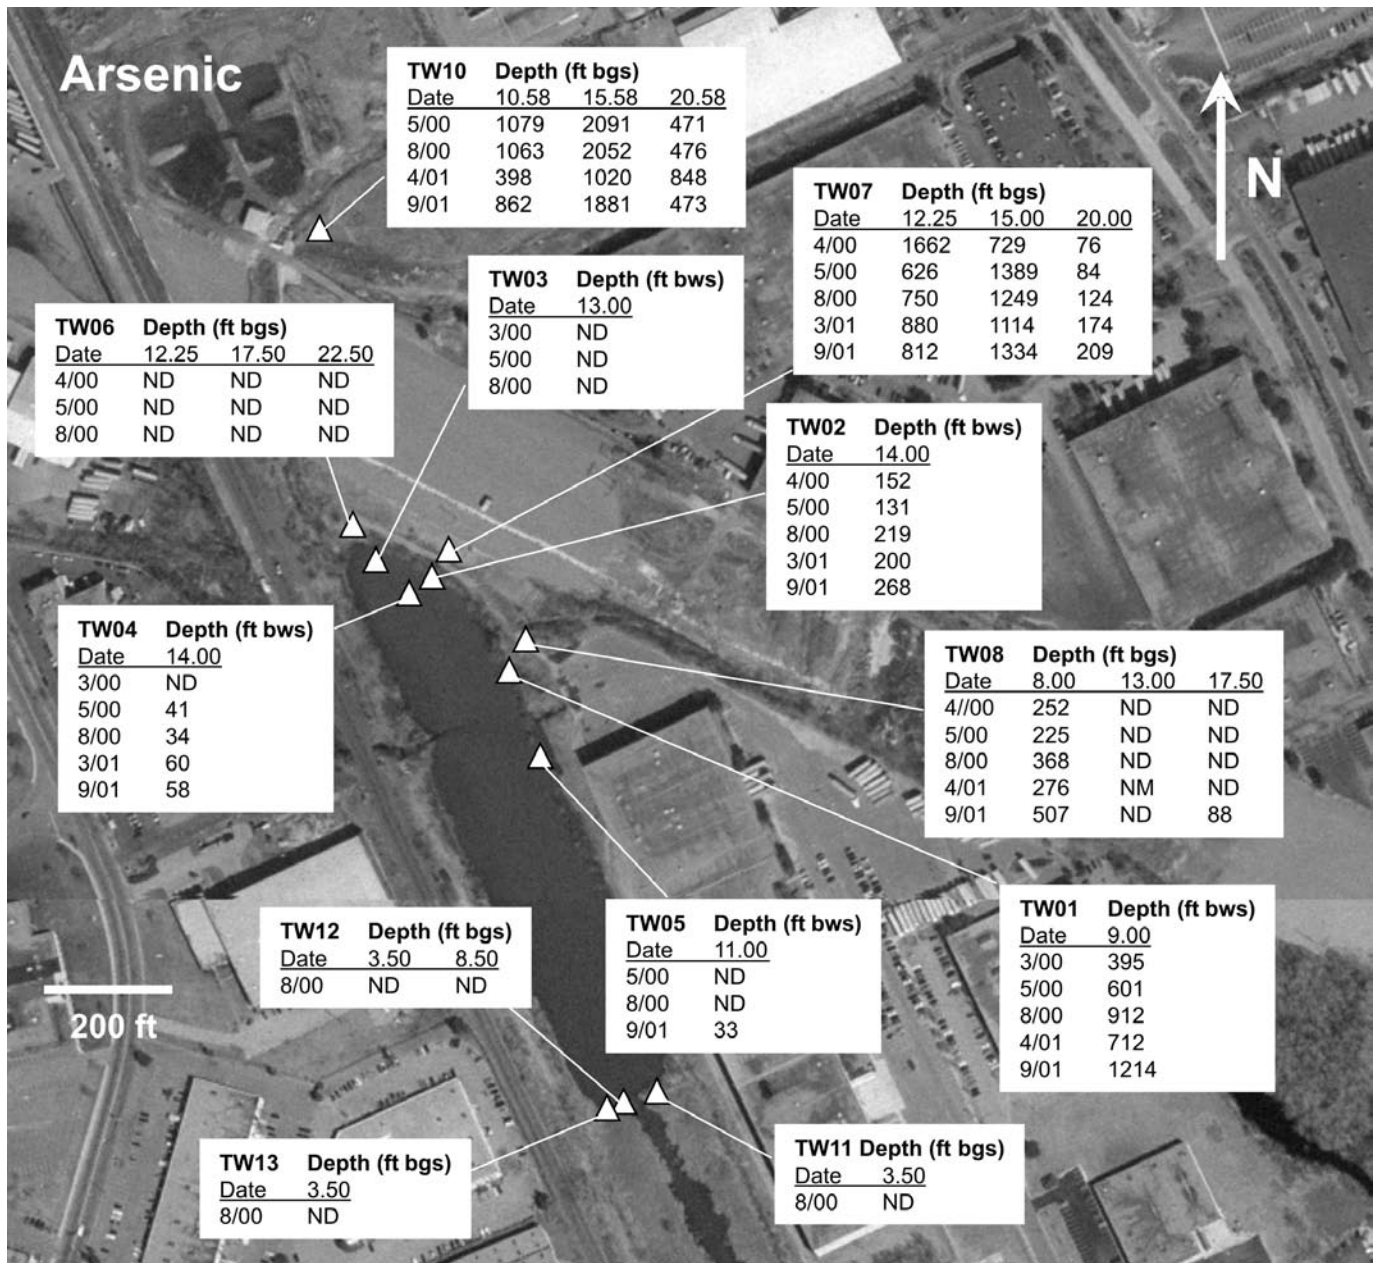 Arsenic
TW10 Depth (ft bgs)
Date 10.58 15.58 20.58
5/00 1079 2091 471
8/00 1063 2052 476
4/01 398 1020 848
9/01 862 1881 473
N
TW07 Depth (ft bgs)
Date 12.25 15.00 20.00
4/00 1662 729 76
5/00 626 1389 84
8/00 750 1249 124
3/01 880 1114 174
9/01 812 1334 209
TW03 Depth (ft bws)
Date 13.00
3/00 ND
5/00 ND
8/00 ND
TW06 Depth (ft bgs)
Date 12.25 17.50 22.50
4/00 ND ND ND
5/00 ND ND ND
8/00 ND ND ND
TW02 Depth (ft bws)
Date 14.00
4/00 152
5/00 131
8/00 219
3/01 200
9/01 268
TW04 Depth (ft bws)
Date 14.00
3/00 ND
5/00 41
8/00 34
3/01 60
9/01 58
TW08 Depth (ft bgs)
Date 8.00 13.00 17.50
4//00 252 ND ND
5/00 225 ND ND
8/00 368 ND ND
4/01 276 NM ND
9/01 507 ND 88
TW12 Depth (ft bgs)
Date 3.50 8.50
8/00 ND ND
TW05 Depth (ft bws)
Date 11.00
5/00 ND
8/00 ND
9/01 33
TW01 Depth (ft bws)
Date 9.00
3/00 395
5/00 601
8/00 912
4/01 712
9/01 1214
200 ft
TW13 Depth (ft bgs)
Date 3.50
8/00 ND
TW11 Depth (ft bgs)
Date 3.50
8/00 ND